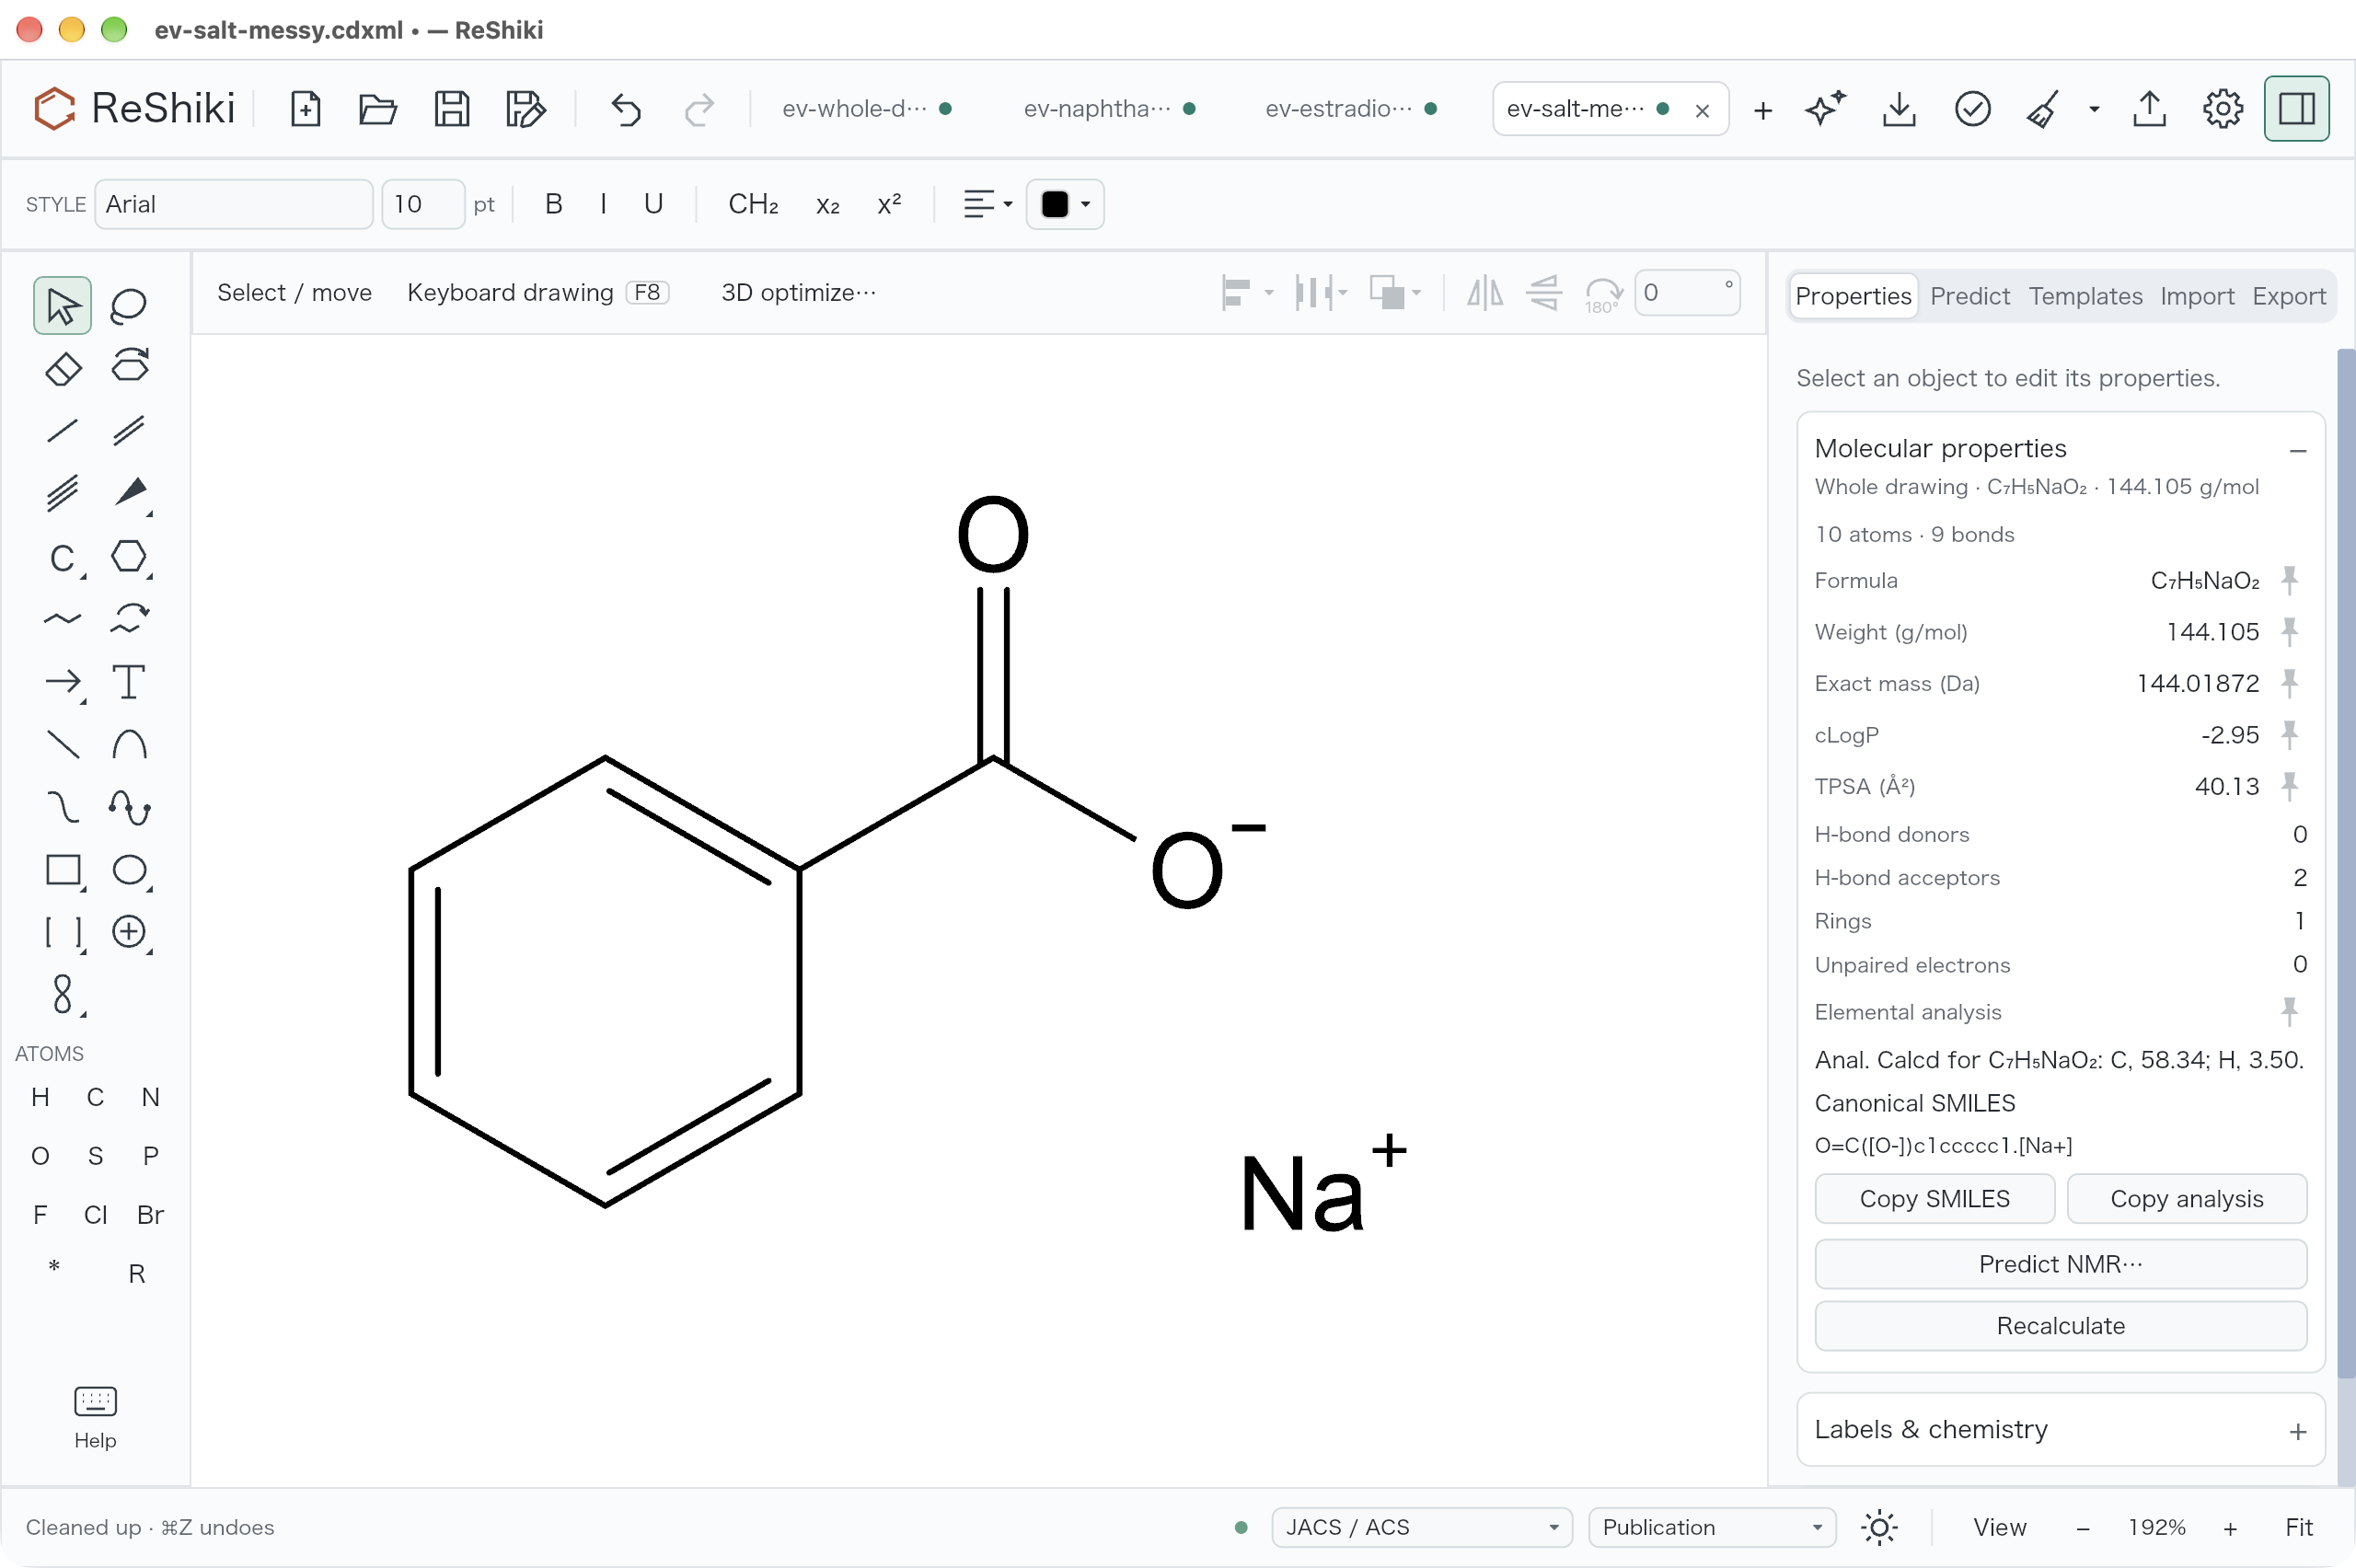 ev-salt-messy.cdxml • — ReShiki
ReShiki
ev-whole-d…
ev-naphtha…
ev-estradio…
ev-salt-me…
STYLE
Arial
10
pt
B I U
CH₂ x₂ x²
Select / move
Keyboard drawing F8
3D optimize…
180°
0 °
Properties
Predict
Templates
Import
Export
Select an object to edit its properties.
Molecular properties
Whole drawing · C₇H₅NaO₂ · 144.105 g/mol
10 atoms · 9 bonds
Formula C₇H₅NaO₂
Weight (g/mol) 144.105
Exact mass (Da) 144.01872
cLogP -2.95
TPSA (Å²) 40.13
H-bond donors 0
H-bond acceptors 2
Rings 1
Unpaired electrons 0
Elemental analysis
Anal. Calcd for C₇H₅NaO₂: C, 58.34; H, 3.50.
Canonical SMILES
O=C([O-])c1ccccc1.[Na+]
Copy SMILES
Copy analysis
Predict NMR…
Recalculate
Labels & chemistry
O
O⁻
Na⁺
C
T
[ ]
ATOMS
H C N
O S P
F Cl Br
* R
Help
Cleaned up · ⌘Z undoes
JACS / ACS
Publication
View
− 192% +
Fit